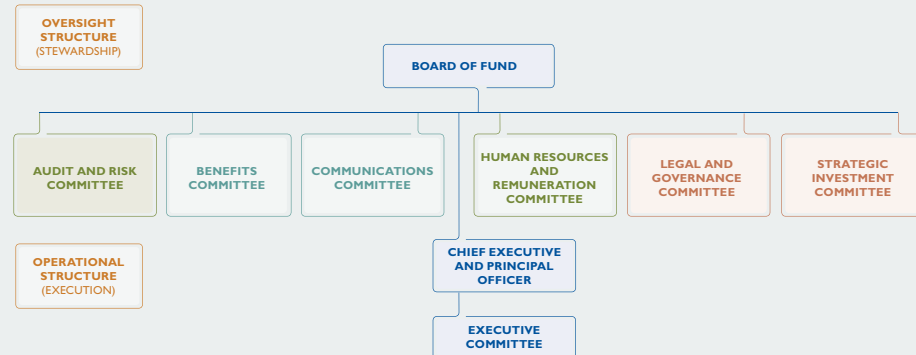 OVERSIGHT
STRUCTURE
(STEWARDSHIP)
BOARD OF FUND
AUDIT AND RISK
COMMITTEE
BENEFITS
COMMITTEE
COMMUNICATIONS
COMMITTEE
HUMAN RESOURCES
AND
REMUNERATION
COMMITTEE
LEGAL AND
GOVERNANCE
COMMITTEE
STRATEGIC
INVESTMENT
COMMITTEE
OPERATIONAL
STRUCTURE
(EXECUTION)
CHIEF EXECUTIVE
AND PRINCIPAL
OFFICER
EXECUTIVE
COMMITTEE